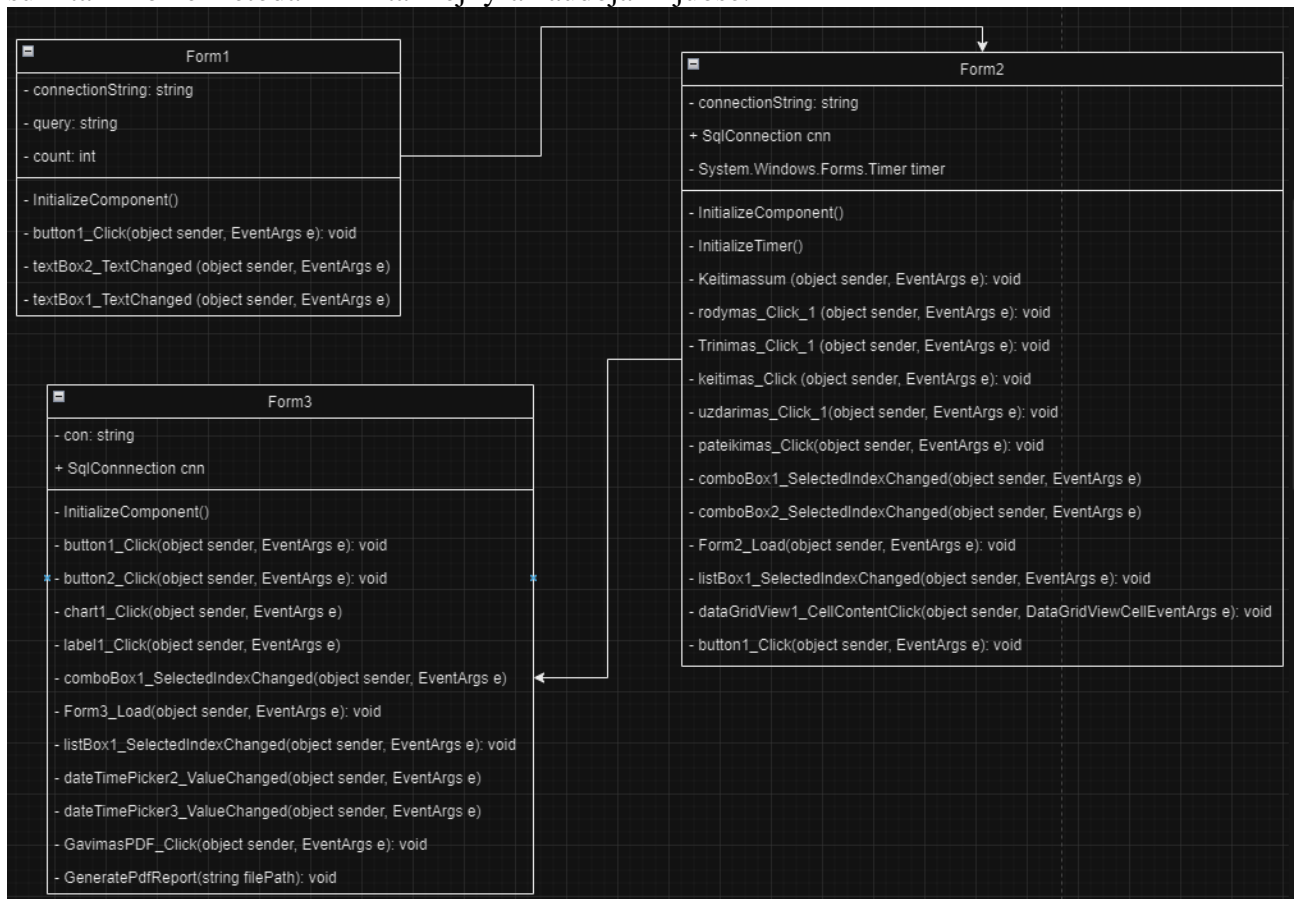 Form1
- connectionString: string
- query: string
- count: int
- InitializeComponent()
- button1_Click(object sender, EventArgs e): void
- textBox2_TextChanged (object sender, EventArgs e)
- textBox1_TextChanged (object sender, EventArgs e)
Form2
- connectionString: string
+ SqlConnection cnn
- System.Windows.Forms.Timer timer
- InitializeComponent()
- InitializeTimer()
- Keitimassum (object sender, EventArgs e): void
- rodymas_Click_1 (object sender, EventArgs e): void
- Trinimas_Click_1 (object sender, EventArgs e): void
- keitimas_Click (object sender, EventArgs e): void
- uzdarimas_Click_1(object sender, EventArgs e): void
- pateikimas_Click(object sender, EventArgs e): void
- comboBox1_SelectedIndexChanged(object sender, EventArgs e)
- comboBox2_SelectedIndexChanged(object sender, EventArgs e)
- Form2_Load(object sender, EventArgs e): void
- listBox1_SelectedIndexChanged(object sender, EventArgs e): void
- dataGridView1_CellContentClick(object sender, DataGridViewCellEventArgs e): void
- button1_Click(object sender, EventArgs e): void
Form3
- con: string
+ SqlConnnection cnn
- InitializeComponent()
- button1_Click(object sender, EventArgs e): void
- button2_Click(object sender, EventArgs e): void
- chart1_Click(object sender, EventArgs e)
- label1_Click(object sender, EventArgs e)
- comboBox1_SelectedIndexChanged(object sender, EventArgs e)
- Form3_Load(object sender, EventArgs e): void
- listBox1_SelectedIndexChanged(object sender, EventArgs e): void
- dateTimePicker2_ValueChanged(object sender, EventArgs e)
- dateTimePicker3_ValueChanged(object sender, EventArgs e)
- GavimasPDF_Click(object sender, EventArgs e): void
- GeneratePdfReport(string filePath): void